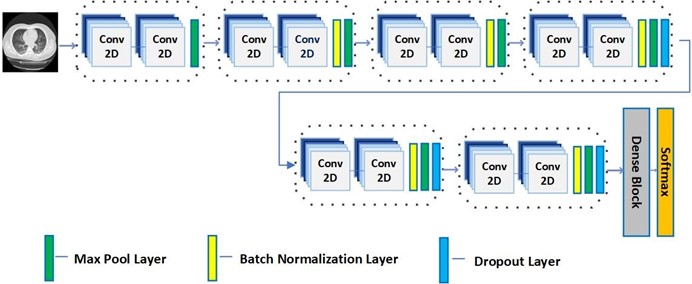 Conv 2D
Conv 2D
Conv 2D
Conv 2D
Conv 2D
Conv 2D
Conv 2D
Conv 2D
Conv 2D
Conv 2D
Conv 2D
Conv 2D
Dense Block
Softmax
Max Pool Layer
Batch Normalization Layer
Dropout Layer